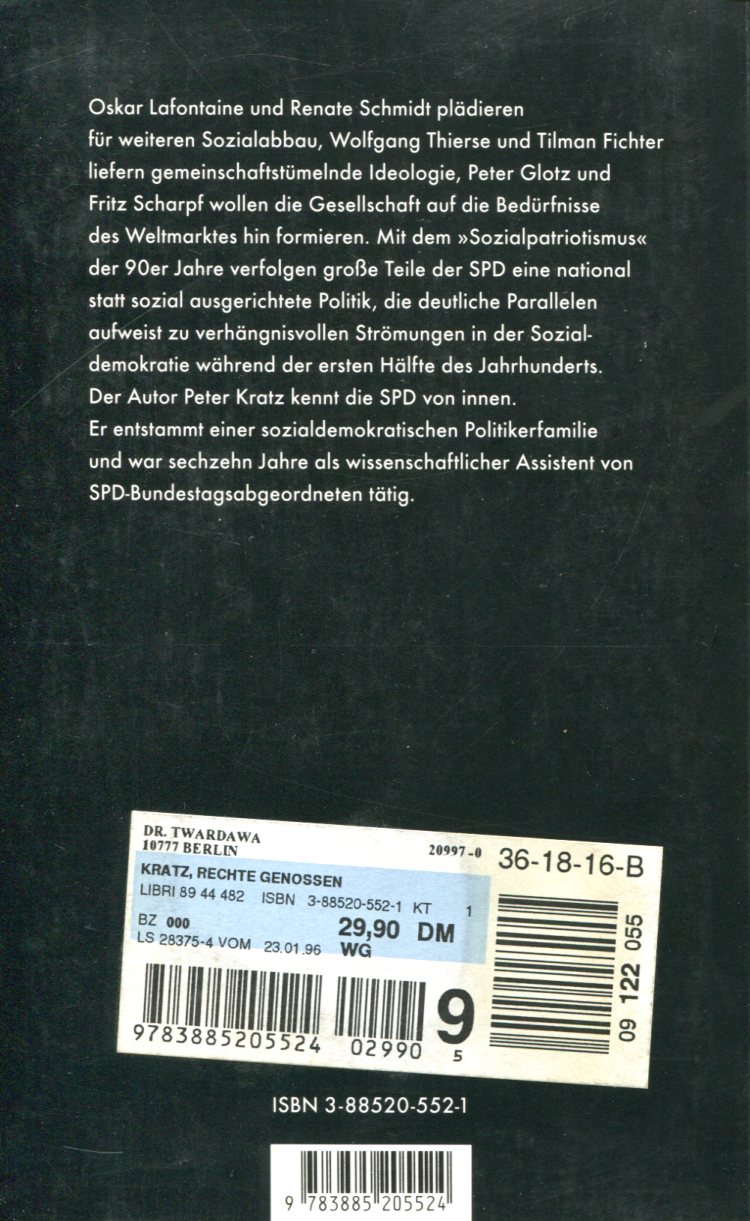 Oskar Lafontaine und Renate Schmidt plädieren
für weiteren Sozialabbau, Wolfgang Thierse und Tilman Fichter
liefern gemeinschaftstümelnde Ideologie, Peter Glotz und
Fritz Scharpf wollen die Gesellschaft auf die Bedürfnisse
des Weltmarktes hin formieren. Mit dem »Sozialpatriotismus«
der 90er Jahre verfolgen große Teile der SPD eine national
statt sozial ausgerichtete Politik, die deutliche Parallelen
aufweist zu verhängnisvollen Strömungen in der Sozial-
demokratie während der ersten Hälfte des Jahrhunderts.
Der Autor Peter Kratz kennt die SPD von innen.
Er entstammt einer sozialdemokratischen Politikerfamilie
und war sechzehn Jahre als wissenschaftlicher Assistent von
SPD-Bundestagsabgeordneten tätig.
DR. TWARDAWA
10777 BERLIN 20997-0 36-18-16-B
KRATZ, RECHTE GENOSSEN
LIBRI 89 44 482 ISBN 3-88520-552-1 KT 1
BZ 000 29,90 DM
LS 28375-4 VOM 23.01.96 WG
9783885205524 02990 9 5
09 122 055
ISBN 3-88520-552-1
9 783885 205524